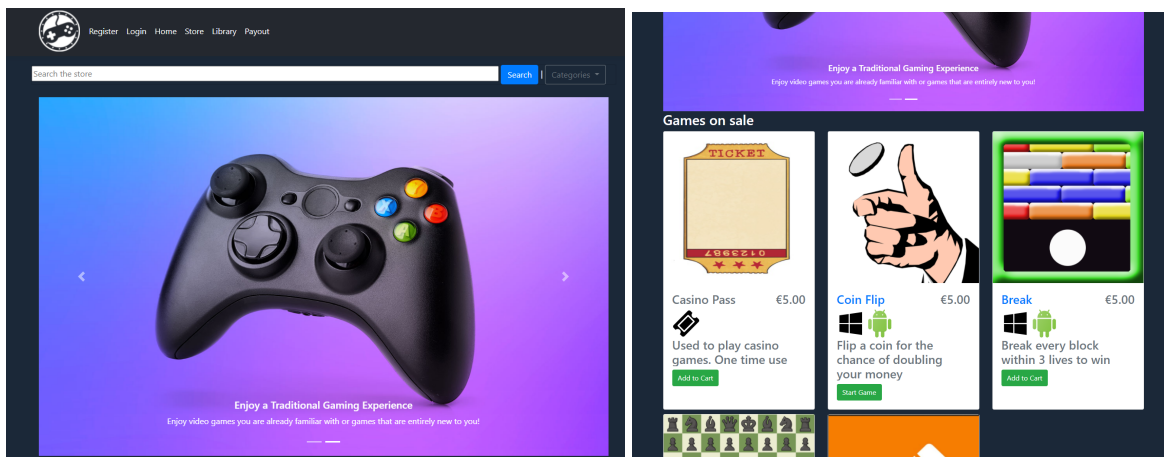 Register Login Home Store Library Payout
Search the store
Search
|
Categories
Y
X
B
A
Enjoy a Traditional Gaming Experience
Enjoy video games you are already familiar with or games that are entirely new to you!
Enjoy a Traditional Gaming Experience
Enjoy video games you are already familiar with or games that are entirely new to you!
Games on sale
TICKET
0123987
Casino Pass €5.00
Used to play casino
games. One time use
Add to Cart
Coin Flip €5.00
Flip a coin for the
chance of doubling
your money
Start Game
Break €5.00
Break every block
within 3 lives to win
Add to Cart